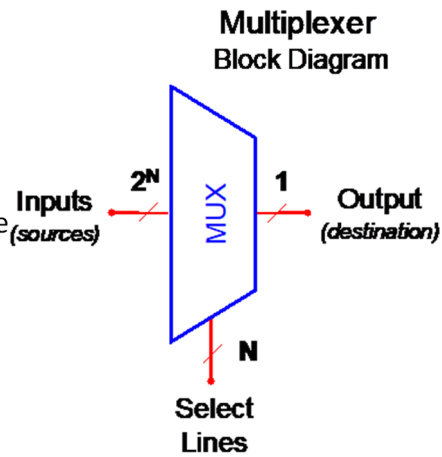 Multiplexer
Block Diagram
2ᴺ
1
Inputs
Output
e
(sources)
(destination)
MUX
N
Select
Lines